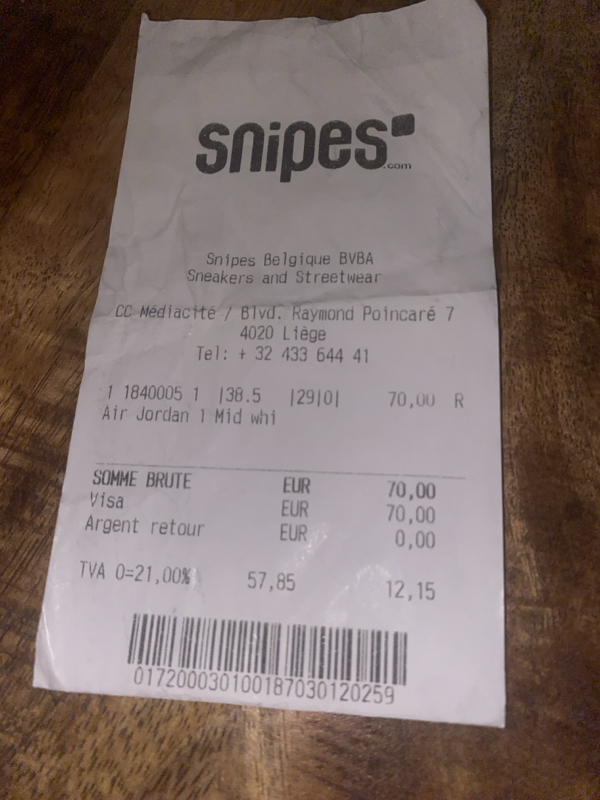 snipes
.com
Snipes Belgique BVBA
Sneakers and Streetwear
CC Médiacité / Blvd. Raymond Poincaré 7
4020 Liège
Tel: + 32 433 644 41
1 1840005 1 |38.5 |29|0| 70,00 R
Air Jordan 1 Mid whi
SOMME BRUTE EUR 70,00
Visa EUR 70,00
Argent retour EUR 0,00
TVA 0=21,00% 57,85 12,15
017200030100187030120259